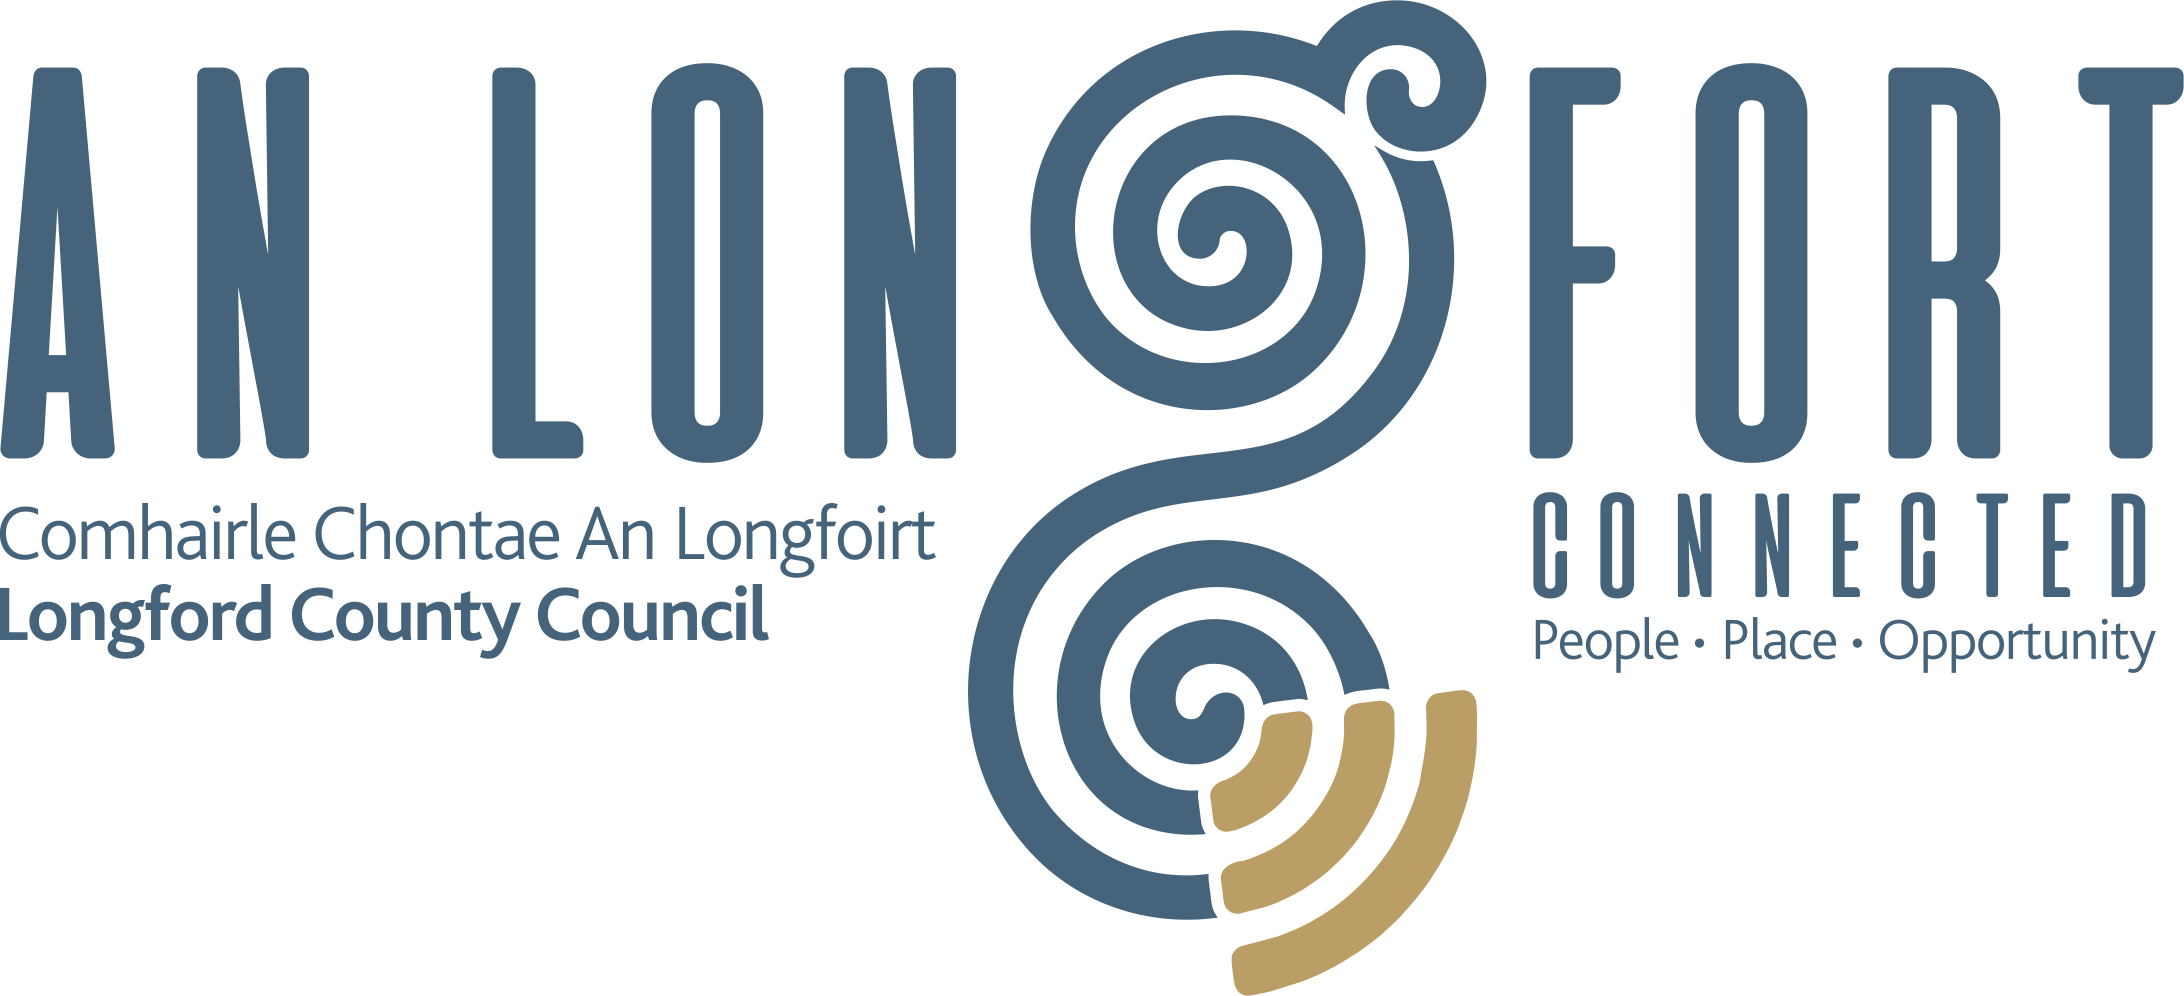 AN LONgFORT
Comhairle Chontae An Longfoirt
Longford County Council
CONNECTED
People • Place • Opportunity